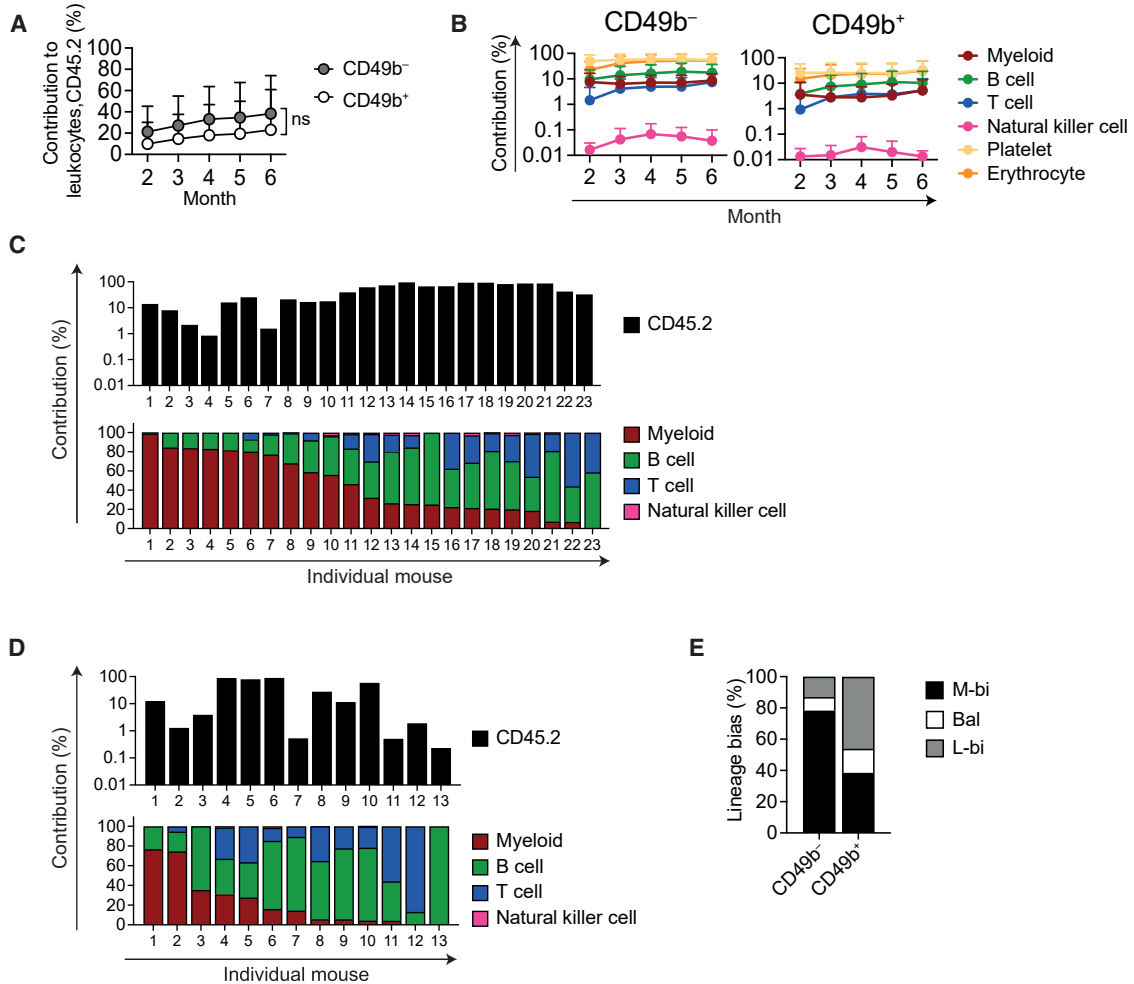 A
Contribution to
leukocytes,CD45.2 (%)
100
80
60
40
20
0
2 3 4 5 6
Month
CD49b–
CD49b+
ns
B
Contribution (%)
CD49b–
100
10
1
0.1
0.01
2 3 4 5 6
CD49b+
100
10
1
0.1
0.01
2 3 4 5 6
Month
Myeloid
B cell
T cell
Natural killer cell
Platelet
Erythrocyte
C
Contribution (%)
100
10
1
0.1
0.01
1 2 3 4 5 6 7 8 9 10 11 12 13 14 15 16 17 18 19 20 21 22 23
CD45.2
100
80
60
40
20
0
1 2 3 4 5 6 7 8 9 10 11 12 13 14 15 16 17 18 19 20 21 22 23
Individual mouse
Myeloid
B cell
T cell
Natural killer cell
D
Contribution (%)
100
10
1
0.1
0.01
1 2 3 4 5 6 7 8 9 10 11 12 13
CD45.2
100
80
60
40
20
0
1 2 3 4 5 6 7 8 9 10 11 12 13
Individual mouse
Myeloid
B cell
T cell
Natural killer cell
E
Lineage bias (%)
100
80
60
40
20
0
CD49b–
CD49b+
M-bi
Bal
L-bi